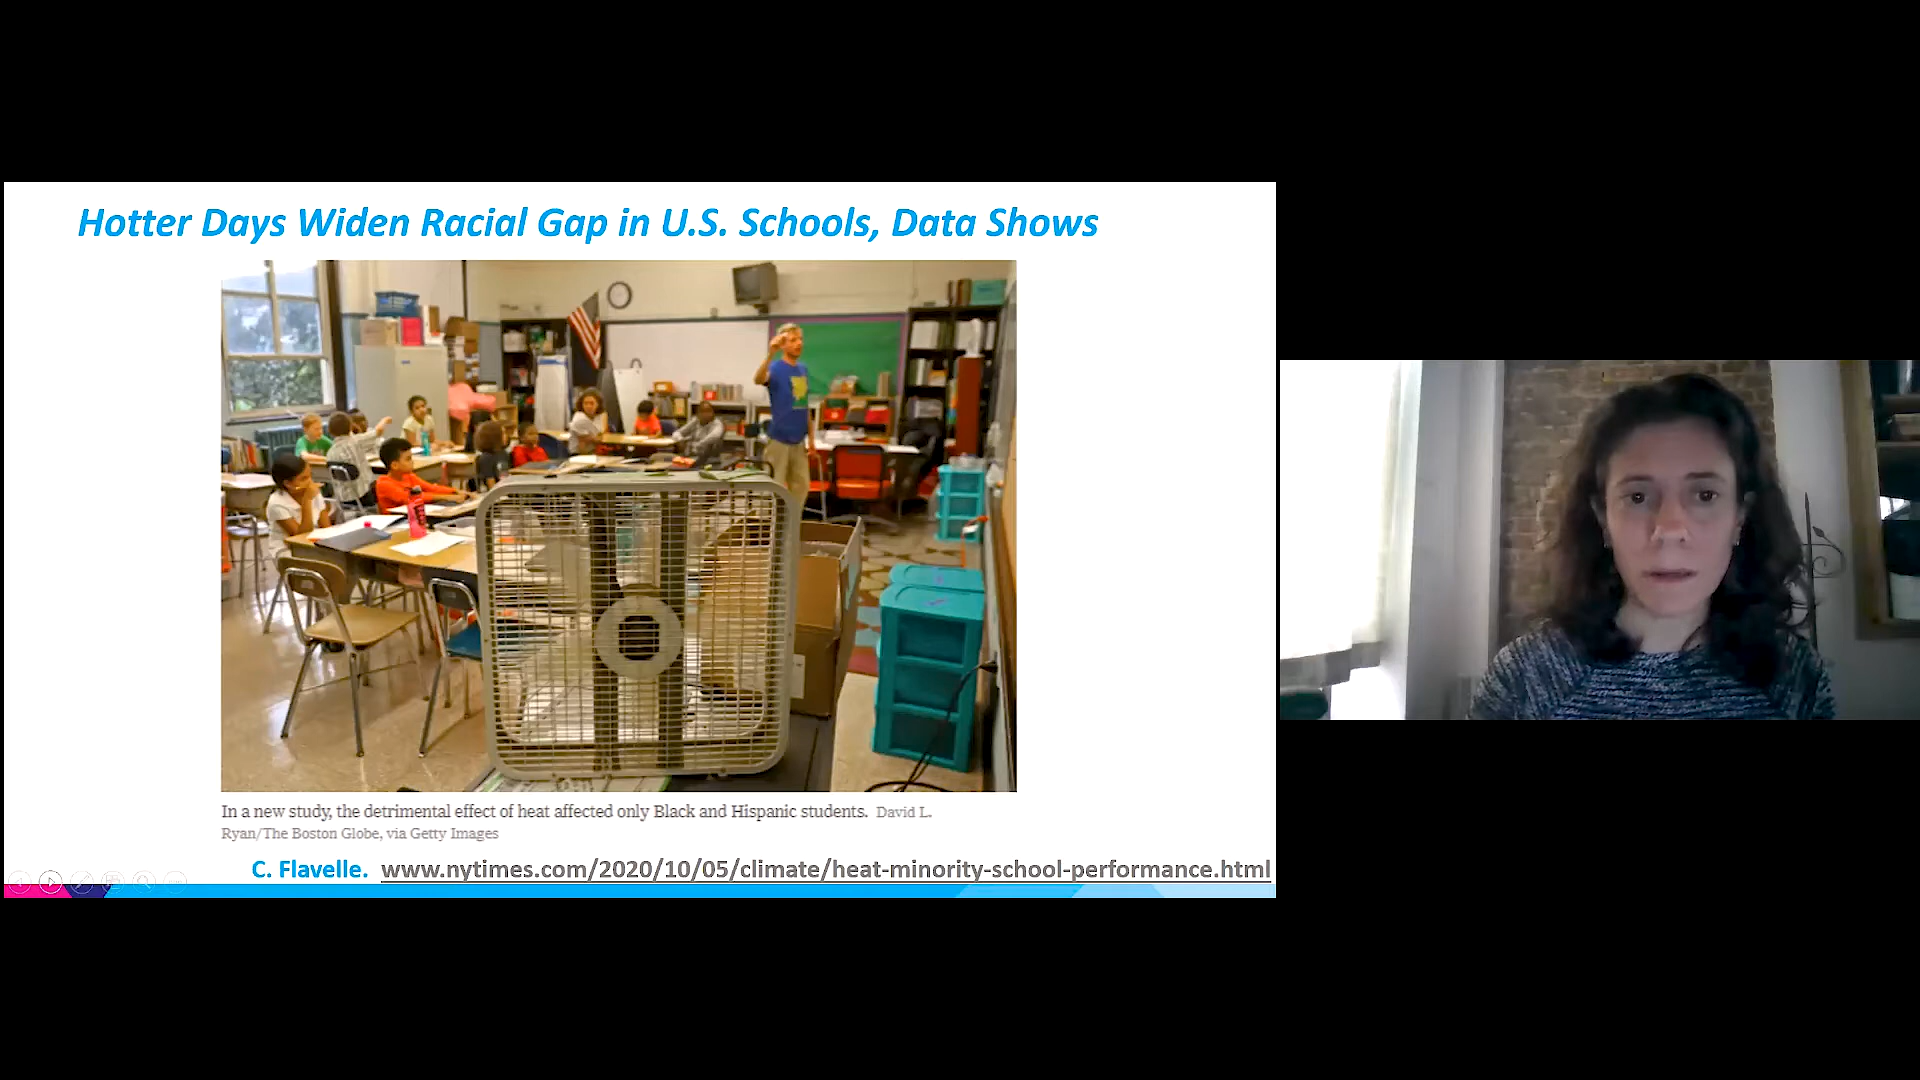 Hotter Days Widen Racial Gap in U.S. Schools, Data Shows
In a new study, the detrimental effect of heat affected only Black and Hispanic students. David L.
Ryan/The Boston Globe, via Getty Images
C. Flavelle. www.nytimes.com/2020/10/05/climate/heat-minority-school-performance.html